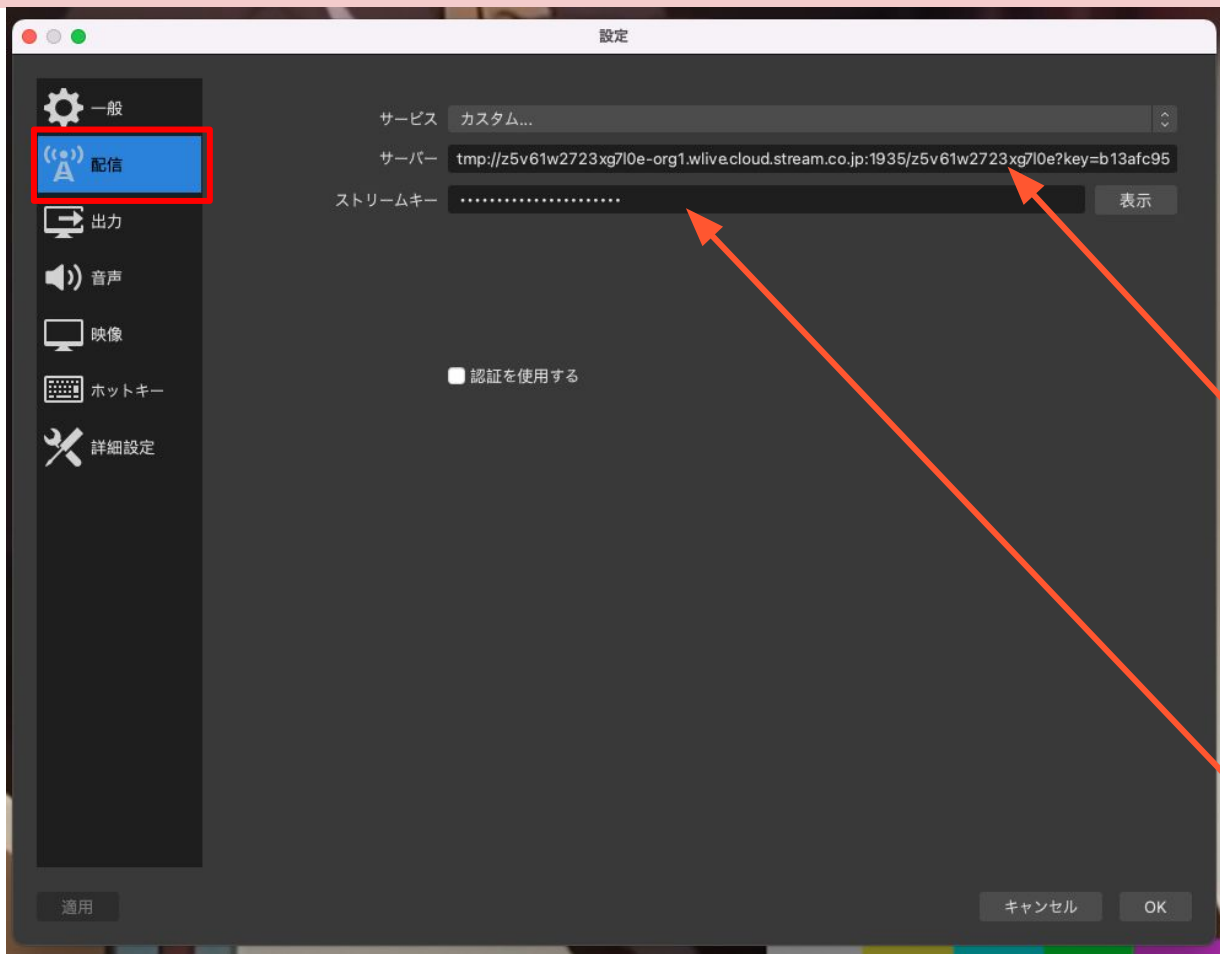 設定
一般
配信
出力
音声
映像
ホットキー
詳細設定
サービス カスタム...
サーバー tmp://z5v61w2723xg7l0e-org1.wlive.cloud.stream.co.jp:1935/z5v61w2723xg7l0e?key=b13afc95
ストリームキー ······················ 表示
認証を使用する
適用 キャンセル OK